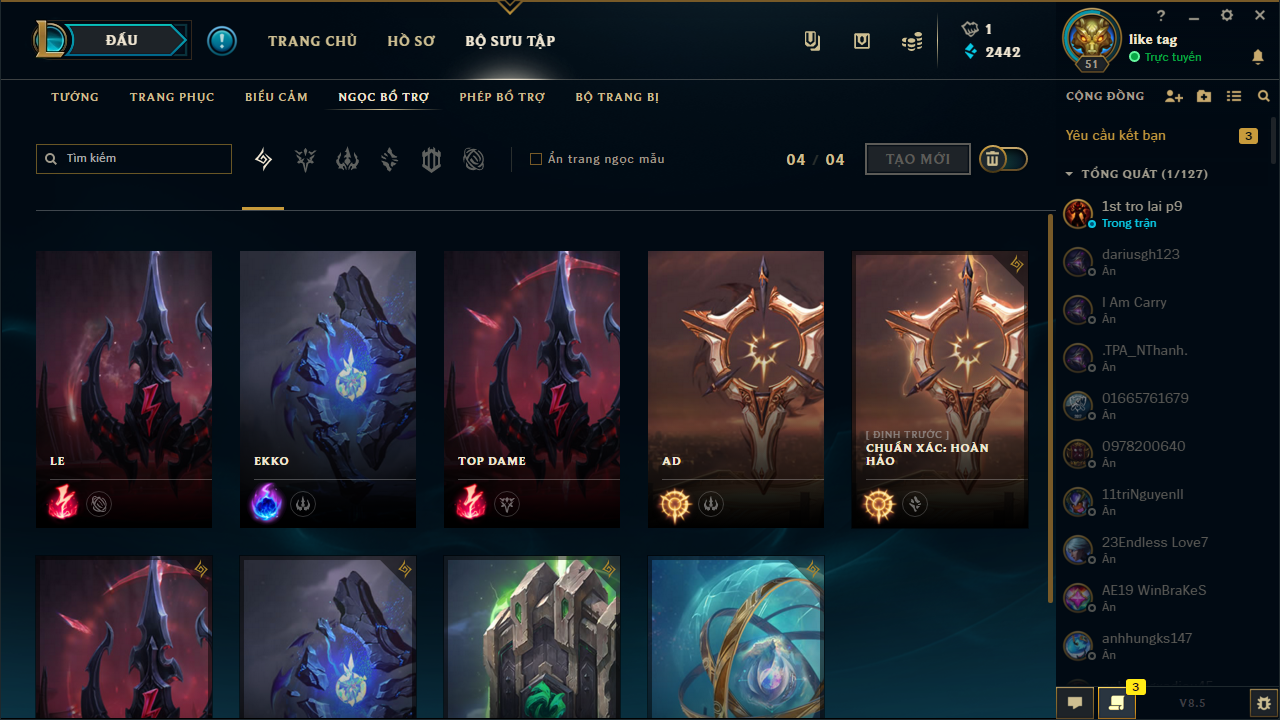 ĐẤU
TRANG CHỦ
HỒ SƠ
BỘ SƯU TẬP
1
2442
51
like tag
Trực tuyến
TƯỚNG
TRANG PHỤC
BIỂU CẢM
NGỌC BỔ TRỢ
PHÉP BỔ TRỢ
BỘ TRANG BỊ
Tìm kiếm
Ẩn trang ngọc mẫu
04 / 04
TẠO MỚI
LE
EKKO
TOP DAME
AD
[ ĐỊNH TRƯỚC ]
CHUẨN XÁC: HOÀN
HẢO
CỘNG ĐỒNG
Yêu cầu kết bạn
3
TỔNG QUÁT (1/127)
1st tro lai p9
Trong trận
dariusgh123
Ẩn
I Am Carry
Ẩn
.TPA_NThanh.
Ẩn
01665761679
Ẩn
0978200640
Ẩn
11triNguyenII
Ẩn
23Endless Love7
Ẩn
AE19 WinBraKeS
Ẩn
anhhungks147
Ẩn
3
V8.5